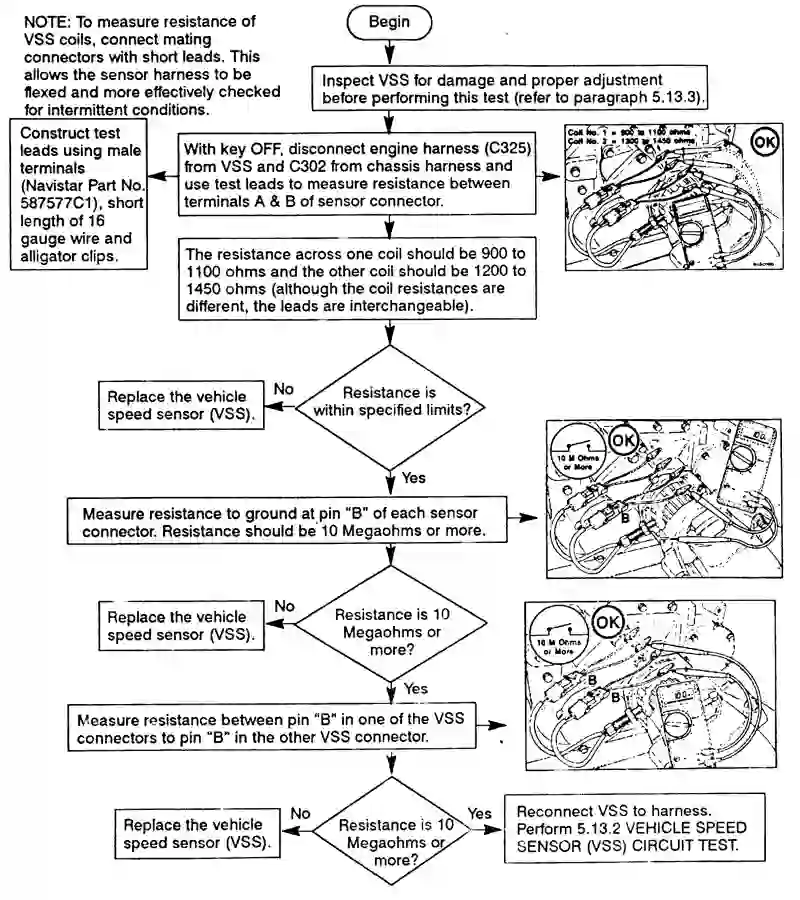 NOTE: To measure resistance of
VSS coils, connect mating
connectors with short leads. This
allows the sensor harness to be
flexed and more effectively checked
for intermittent conditions.
Begin
Inspect VSS for damage and proper adjustment
before performing this test (refer to paragraph 5.13.3).
Construct test
leads using male
terminals
(Navistar Part No.
587577C1), short
length of 16
gauge wire and
alligator clips.
With key OFF, disconnect engine harness (C325)
from VSS and C302 from chassis harness and
use test leads to measure resistance between
terminals A & B of sensor connector.
Coil No. 1 = 900 to 1100 ohms
Coil No. 2 = 1300 to 1450 ohms
OK
The resistance across one coil should be 900 to
1100 ohms and the other coil should be 1200 to
1450 ohms (although the coil resistances are
different, the leads are interchangeable).
Resistance is
within specified limits?
No
Replace the vehicle
speed sensor (VSS).
Yes
Measure resistance to ground at pin "B" of each sensor
connector. Resistance should be 10 Megaohms or more.
OK
10 M Ohms
or More
B
Resistance is 10
Megaohms or
more?
No
Replace the vehicle
speed sensor (VSS).
Yes
Measure resistance between pin "B" in one of the VSS
connectors to pin "B" in the other VSS connector.
OK
10 M Ohms
or More
B
B
Resistance is 10
Megaohms or
more?
No
Replace the vehicle
speed sensor (VSS).
Yes
Reconnect VSS to harness.
Perform 5.13.2 VEHICLE SPEED
SENSOR (VSS) CIRCUIT TEST.